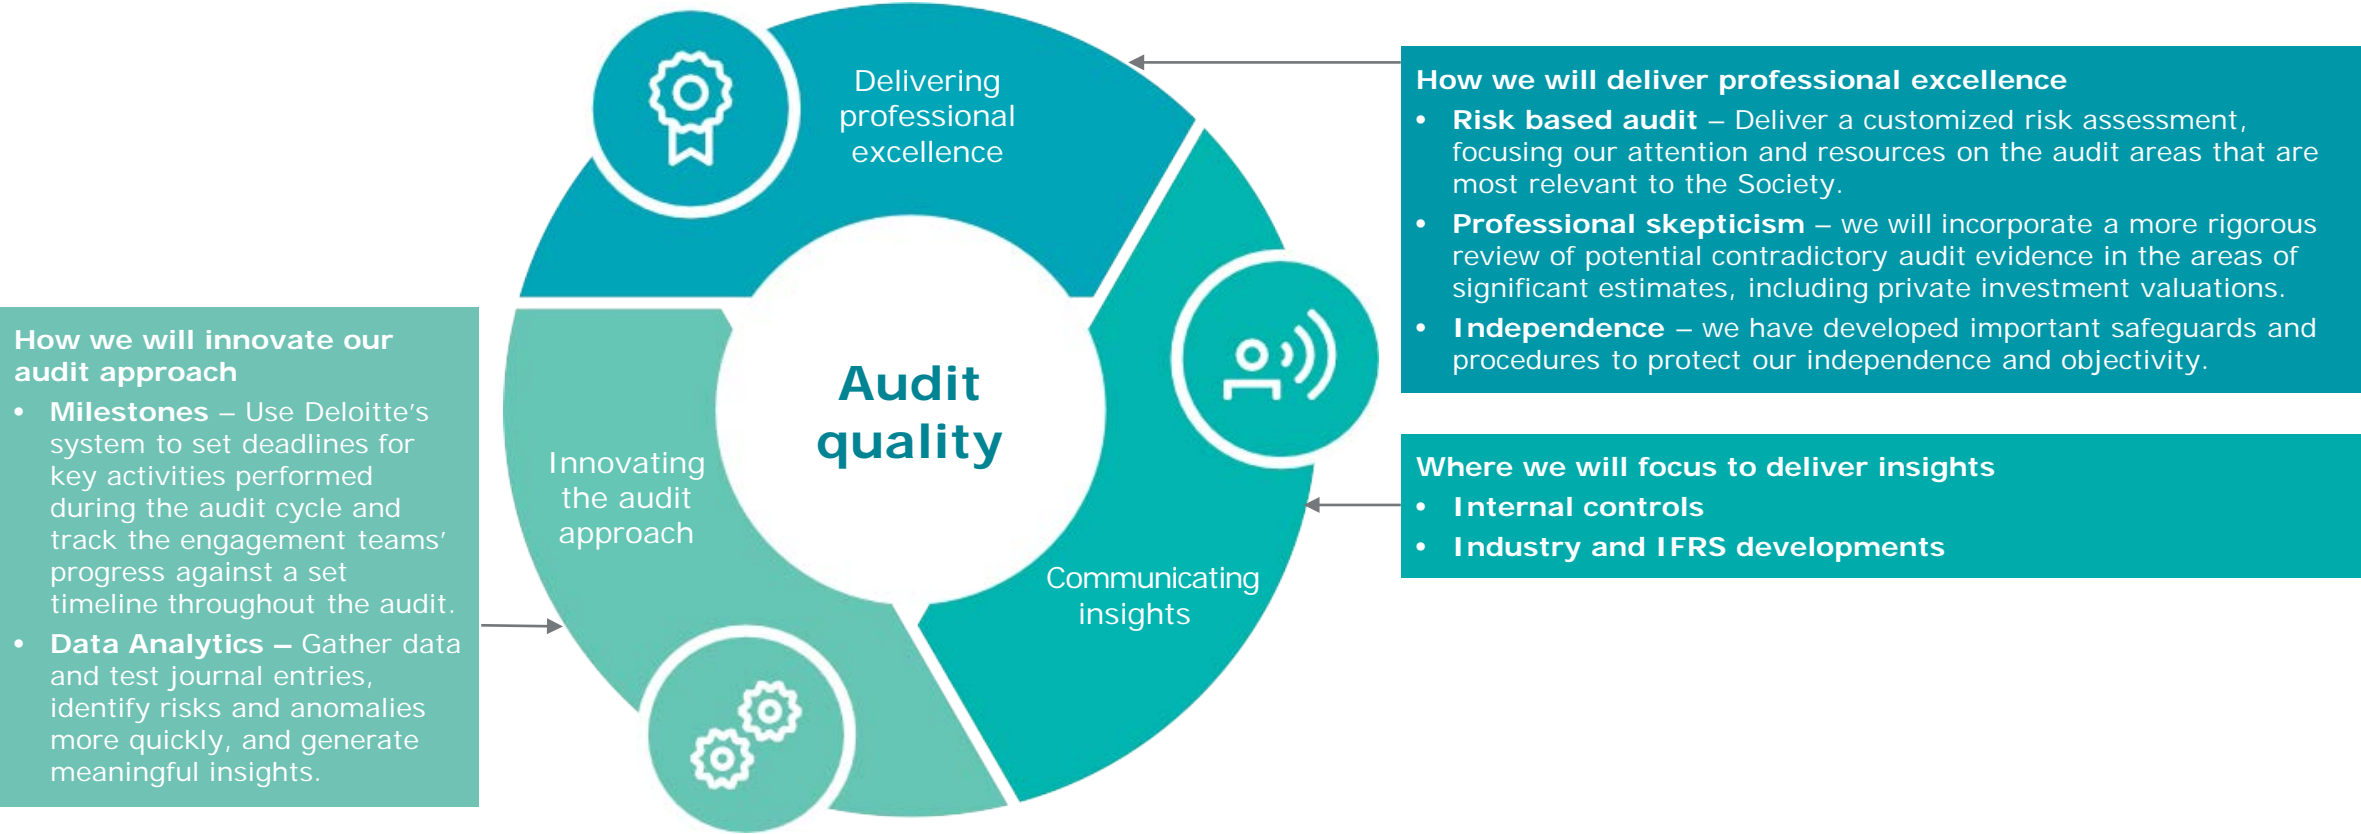 Delivering
professional
excellence
How we will deliver professional excellence
• Risk based audit – Deliver a customized risk assessment,
focusing our attention and resources on the audit areas that are
most relevant to the Society.
• Professional skepticism – we will incorporate a more rigorous
review of potential contradictory audit evidence in the areas of
significant estimates, including private investment valuations.
• Independence – we have developed important safeguards and
procedures to protect our independence and objectivity.
How we will innovate our
audit approach
• Milestones – Use Deloitte’s
system to set deadlines for
key activities performed
during the audit cycle and
track the engagement teams’
progress against a set
timeline throughout the audit.
• Data Analytics – Gather data
and test journal entries,
identify risks and anomalies
more quickly, and generate
meaningful insights.
Innovating
the audit
approach
Audit
quality
Communicating
insights
Where we will focus to deliver insights
• Internal controls
• Industry and IFRS developments